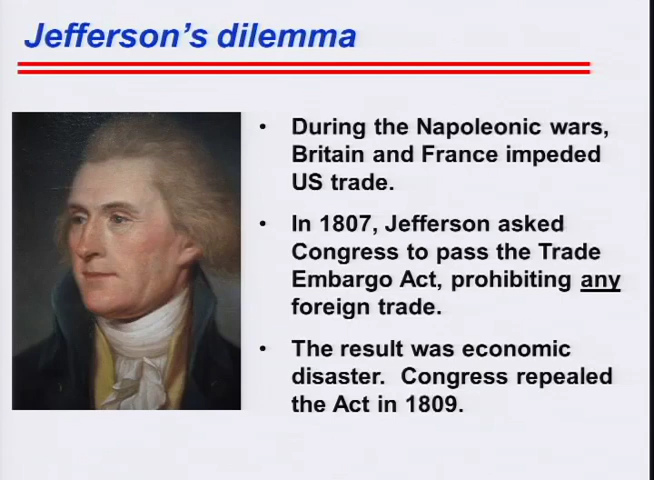 Jefferson's dilemma
• During the Napoleonic wars,
Britain and France impeded
US trade.
• In 1807, Jefferson asked
Congress to pass the Trade
Embargo Act, prohibiting any
foreign trade.
• The result was economic
disaster.  Congress repealed
the Act in 1809.